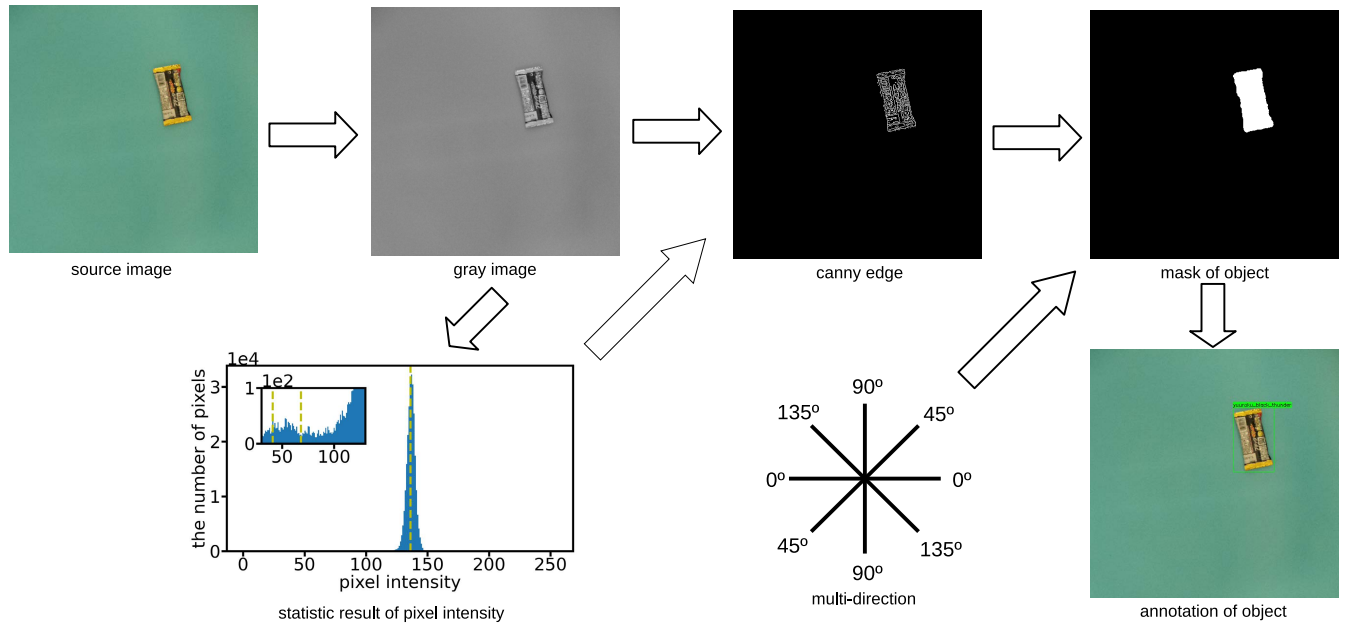 source image
gray image
canny edge
mask of object
1e4
1e2
1
0
50
100
3
2
1
0
the number of pixels
0
50
100
150
200
250
pixel intensity
statistic result of pixel intensity
90º
135º
45º
0º
0º
45º
135º
90º
multi-direction
annotation of object